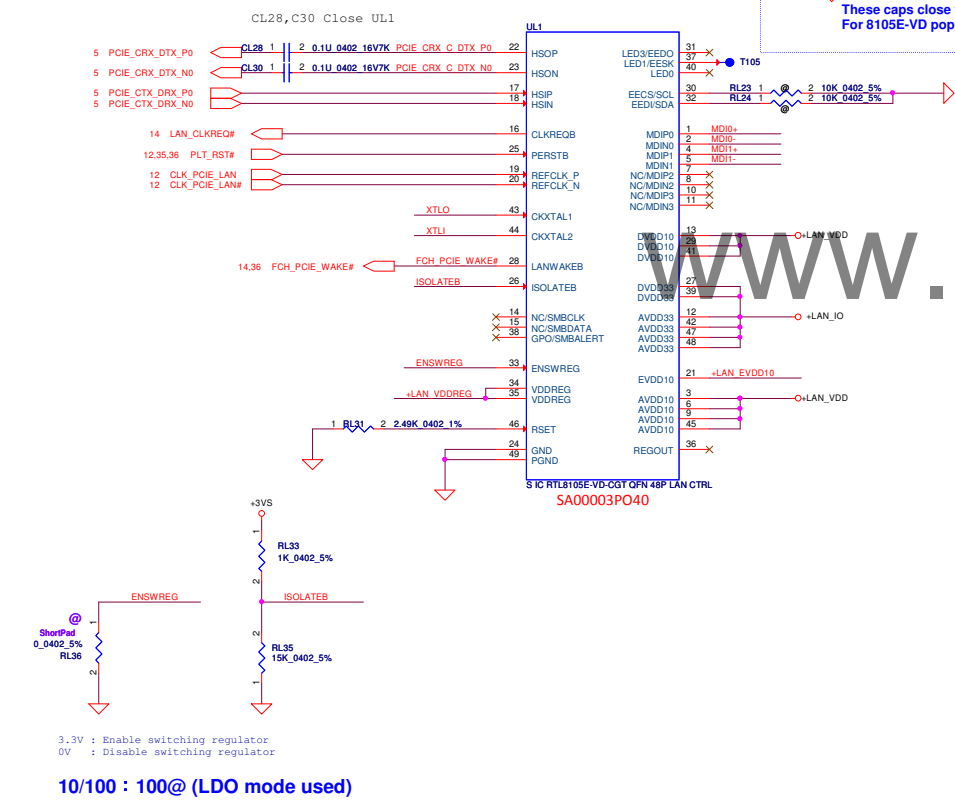 These caps close
For 8105E-VD pop
CL28,C30 Close UL1
UL1
5 PCIE_CRX_DTX_P0 CL28 1 2 0.1U_0402_16V7K PCIE_CRX_C_DTX_P0 22 HSOP
5 PCIE_CRX_DTX_N0 CL30 1 2 0.1U_0402_16V7K PCIE_CRX_C_DTX_N0 23 HSON
5 PCIE_CTX_DRX_P0 17 HSIP
5 PCIE_CTX_DRX_N0 18 HSIN
14 LAN_CLKREQ# 16 CLKREQB
12,35,36 PLT_RST# 25 PERSTB
12 CLK_PCIE_LAN 19 REFCLK_P
12 CLK_PCIE_LAN# 20 REFCLK_N
XTLO 43 CKXTAL1
XTLI 44 CKXTAL2
14,36 FCH_PCIE_WAKE# FCH_PCIE_WAKE# 28 LANWAKEB
ISOLATEB 26 ISOLATEB
14 NC/SMBCLK
15 NC/SMBDATA
38 GPO/SMBALERT
ENSWREG 33 ENSWREG
34 VDDREG
+LAN_VDDREG 35 VDDREG
1 RL31 2 2.49K_0402_1% 46 RSET
24 GND
49 PGND
LED3/EEDO 31
LED1/EESK 37 T105
LED0 40
EECS/SCL 30 RL23 1 @ 2 10K_0402_5%
EEDI/SDA 32 RL24 1 @ 2 10K_0402_5%
MDIP0 1 MDI0+
MDIN0 2 MDI0-
MDIP1 4 MDI1+
MDIN1 5 MDI1-
NC/MDIP2 7
NC/MDIN2 8
NC/MDIP3 10
NC/MDIN3 11
DVDD10 13 +LAN_VDD
DVDD10 29
DVDD10 41
www.
DVDD33 27
DVDD33 39
AVDD33 12 +LAN_IO
AVDD33 42
AVDD33 47
AVDD33 48
EVDD10 21 +LAN_EVDD10
AVDD10 3 +LAN_VDD
AVDD10 6
AVDD10 9
AVDD10 45
REGOUT 36
S IC RTL8105E-VD-CGT QFN 48P LAN CTRL
SA00003PO40
+3VS
1
RL33
1K_0402_5%
2
ENSWREG
ISOLATEB
@
ShortPad
0_0402_5%
RL36
1
2
2
RL35
15K_0402_5%
1
3.3V : Enable switching regulator
0V : Disable switching regulator
10/100 : 100@ (LDO mode used)